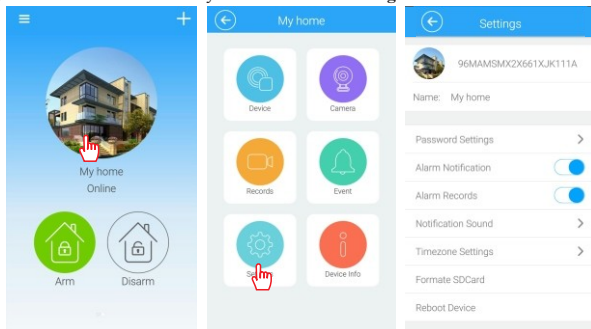 My home
Online
Arm
Disarm
My home
Device
Camera
Records
Event
Device Info
Settings
96MAMSMX2X661XJK111A
Name: My home
Password Settings
Alarm Notification
Alarm Records
Notification Sound
Timezone Settings
Formate SDCard
Reboot Device